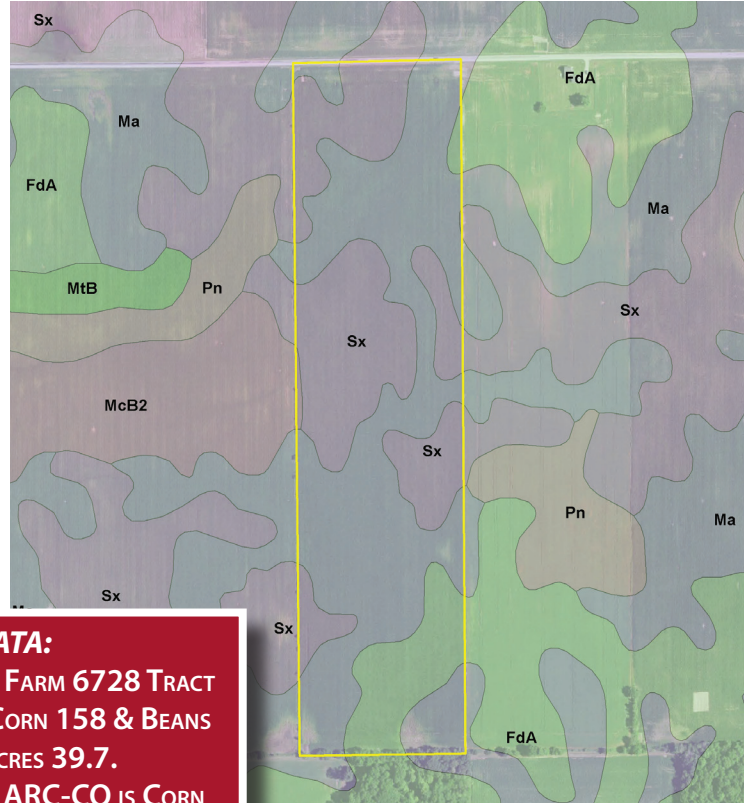 Sx
FdA
Ma
FdA
Ma
MtB
Pn
Sx
Sx
McB2
Sx
Pn
Ma
Sx
Sx
FdA
ATA:
FARM 6728 TRACT
CORN 158 & BEANS
CRES 39.7.
ARC-CO IS CORN